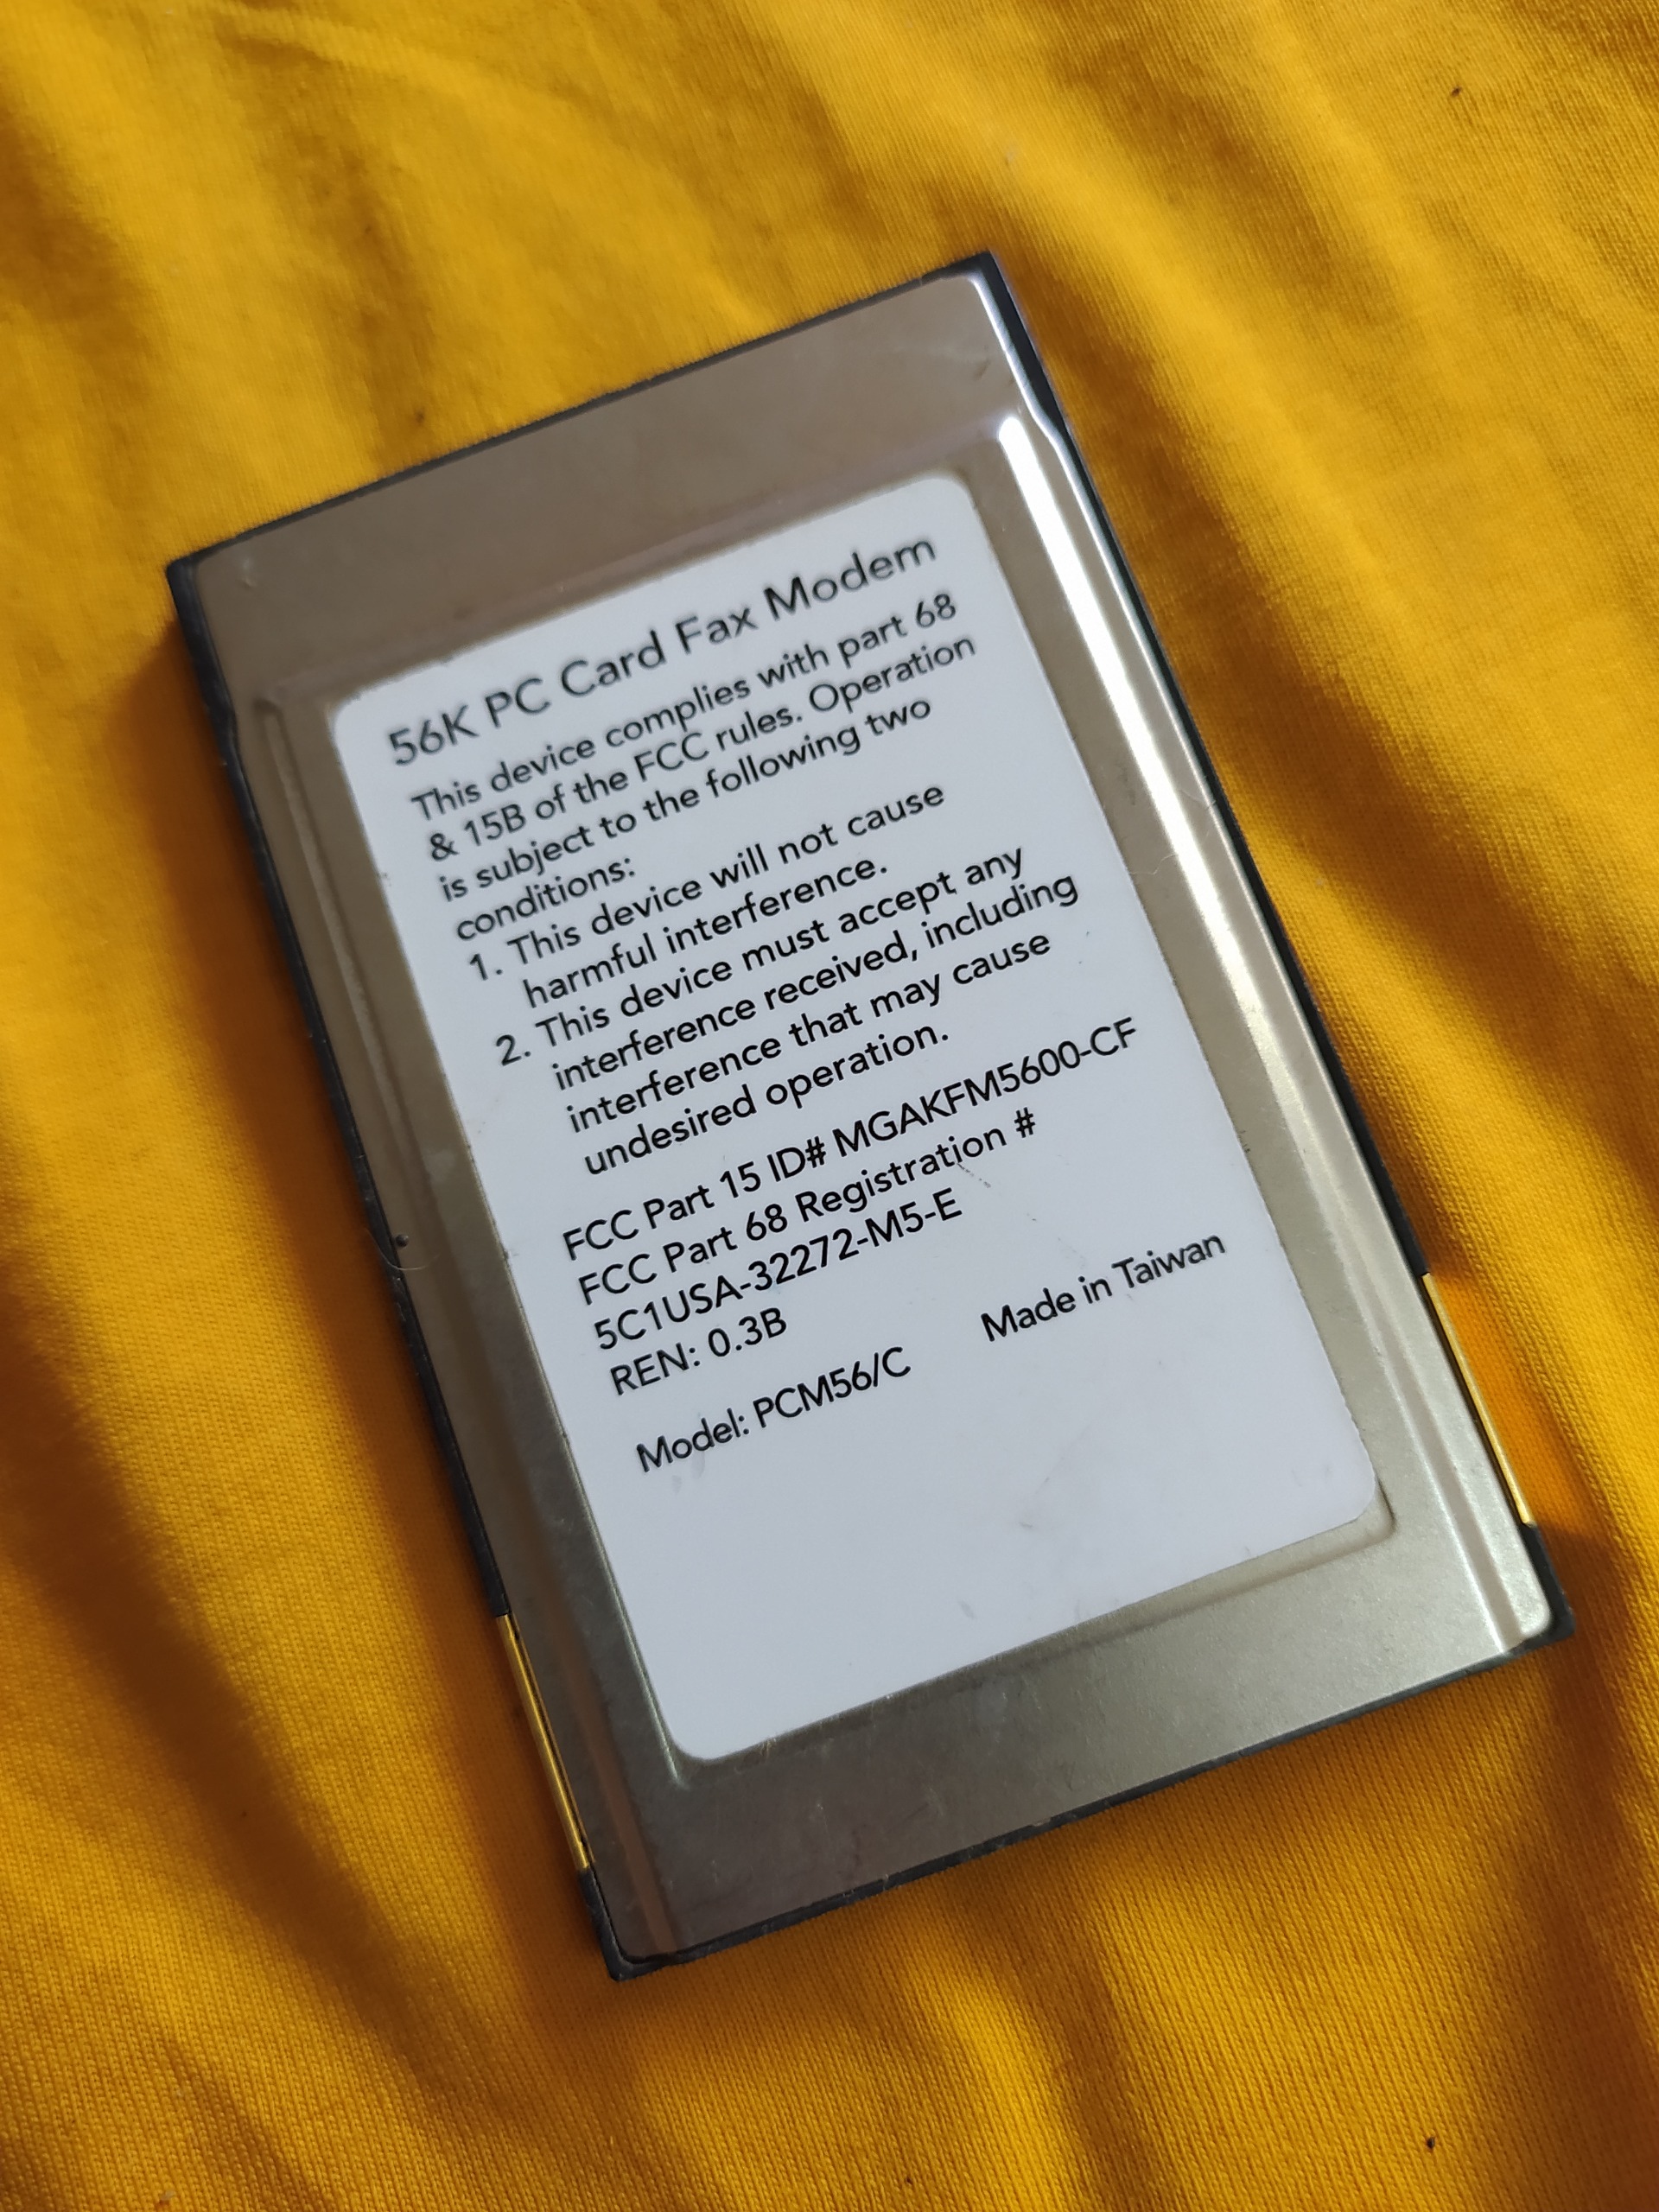 56K PC Card Fax Modem
This device complies with part 68
& 15B of the FCC rules. Operation
is subject to the following two
conditions:
1. This device will not cause
harmful interference.
2. This device must accept any
interference received, including
interference that may cause
undesired operation.
FCC Part 15 ID# MGAKFM5600-CF
FCC Part 68 Registration #
5C1USA-32272-M5-E
REN: 0.3B
Model: PCM56/C Made in Taiwan